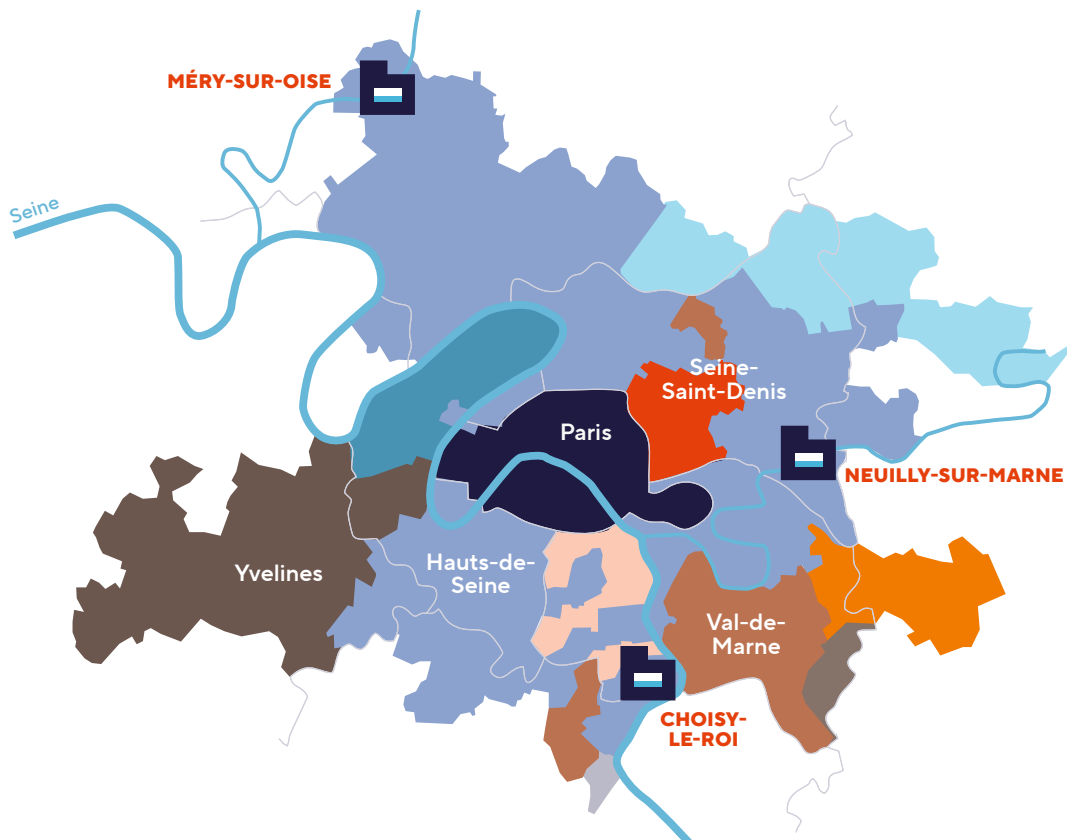 MÉRY-SUR-OISE
Seine
Seine-
Saint-Denis
Paris
NEUILLY-SUR-MARNE
Hauts-de-
Seine
Yvelines
Val-de-
Marne
CHOISY-
LE-ROI